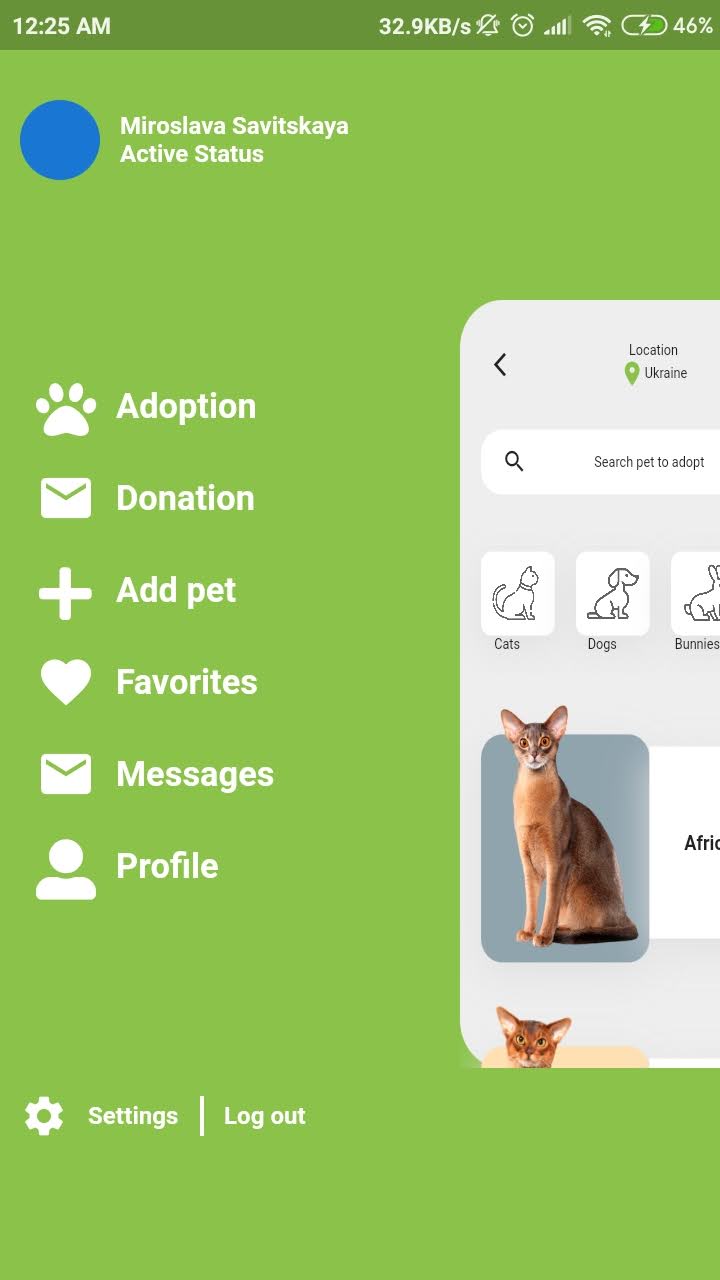 12:25 AM 32.9KB/s 46%
Miroslava Savitskaya
Active Status
Location
Ukraine
Search pet to adopt
Cats Dogs Bunnies
Afric
Adoption
Donation
Add pet
Favorites
Messages
Profile
Settings | Log out